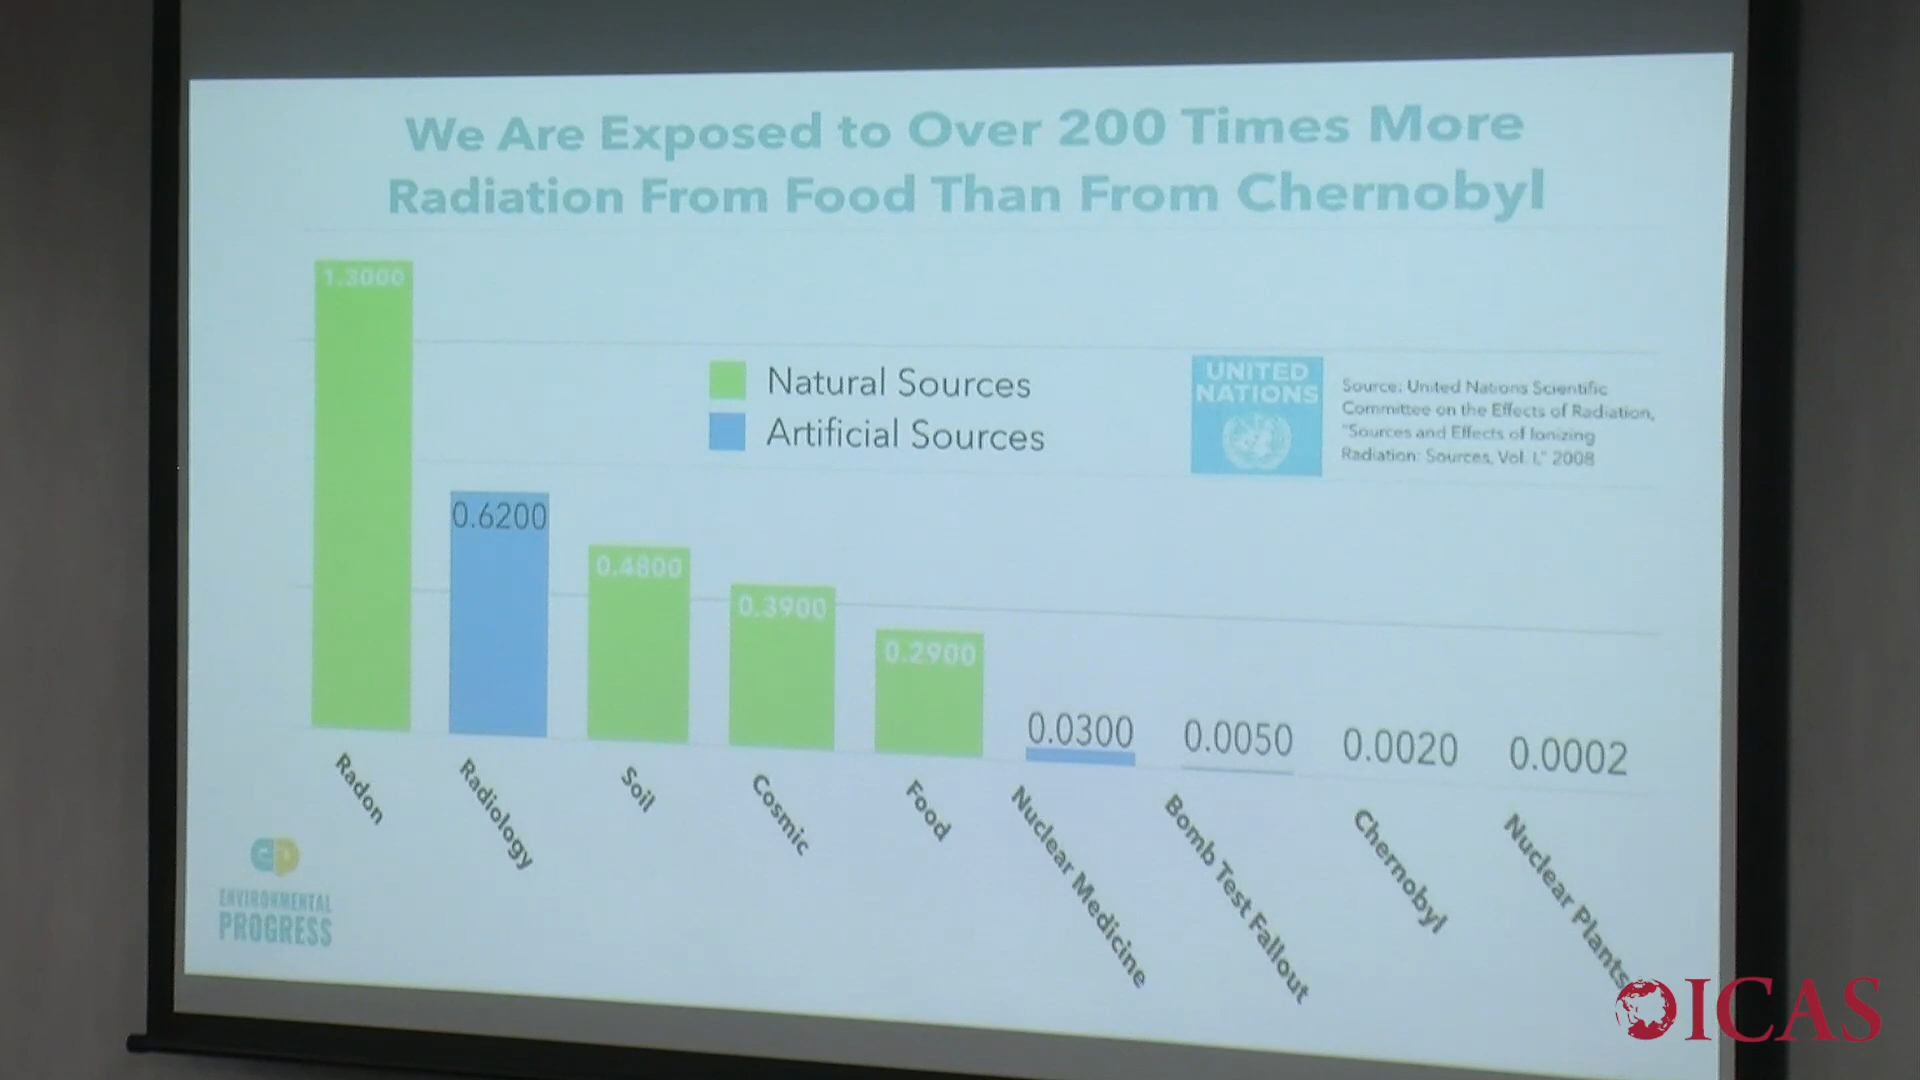 We Are Exposed to Over 200 Times More
Radiation From Food Than From Chernobyl
1.3000
Natural Sources
Artificial Sources
UNITED
NATIONS
Source: United Nations Scientific
Committee on the Effects of Radiation,
"Sources and Effects of Ionizing
Radiation: Sources, Vol. I," 2008
0.6200
0.4800
0.3900
0.2900
0.0300
0.0050
0.0020
0.0002
Radon
Radiology
Soil
Cosmic
Food
Nuclear Medicine
Bomb Test Fallout
Chernobyl
Nuclear Plants
ENVIRONMENTAL
PROGRESS
ICAS